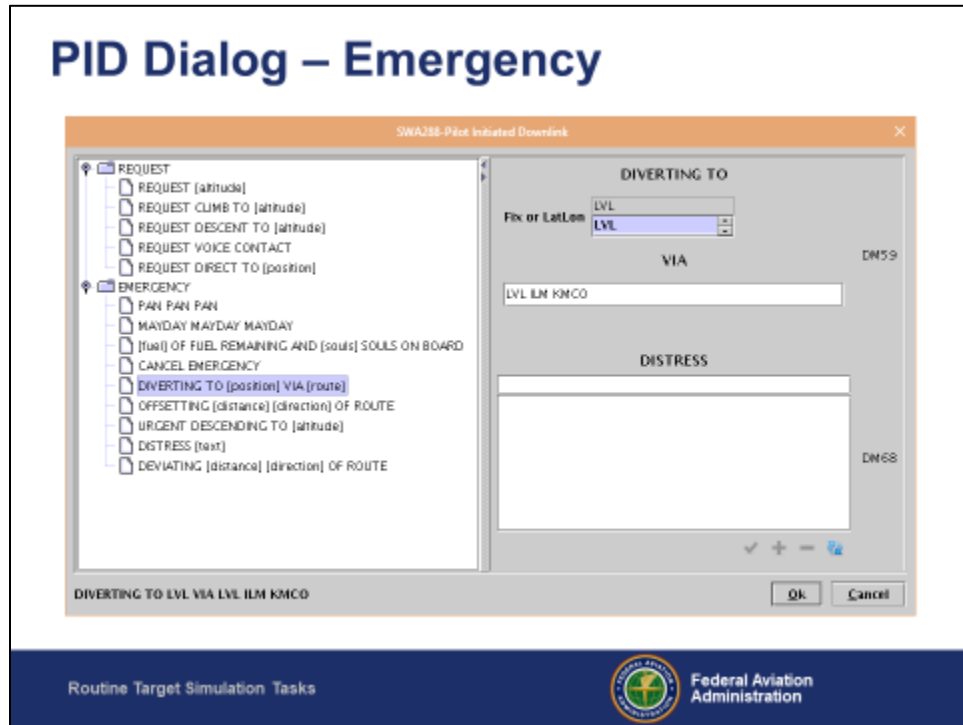 PID Dialog – Emergency
SWA288-Pilot Initiated Downlink
REQUEST
REQUEST [altitude]
REQUEST CLIMB TO [altitude]
REQUEST DESCENT TO [altitude]
REQUEST VOICE CONTACT
REQUEST DIRECT TO [position]
EMERGENCY
PAN PAN PAN
MAYDAY MAYDAY MAYDAY
[fuel] OF FUEL REMAINING AND [souls] SOULS ON BOARD
CANCEL EMERGENCY
DIVERTING TO [position] VIA [route]
OFFSETTING [distance] [direction] OF ROUTE
URGENT DESCENDING TO [altitude]
DISTRESS [text]
DEVIATING [distance] [direction] OF ROUTE
DIVERTING TO
LVL
Fix or LatLon
LVL
VIA
DM59
LVL ILM KMCO
DISTRESS
DM68
DIVERTING TO LVL VIA LVL ILM KMCO
Ok
Cancel
Routine Target Simulation Tasks
Federal Aviation
Administration